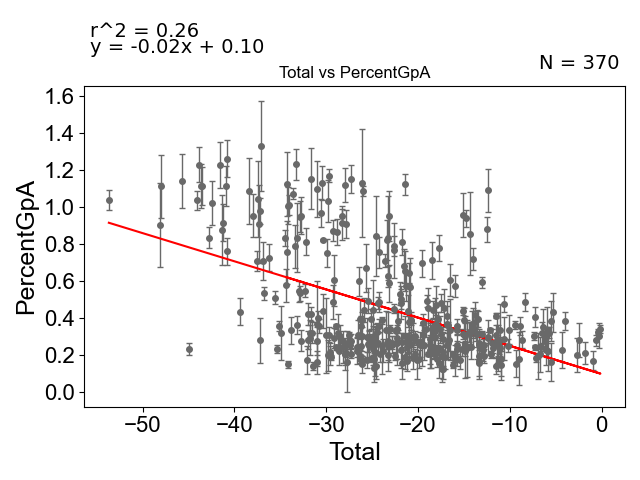 r^2 = 0.26
y = -0.02x + 0.10
N = 370
Total vs PercentGpA
PercentGpA
1.6
1.4
1.2
1.0
0.8
0.6
0.4
0.2
0.0
−50 −40 −30 −20 −10 0
Total